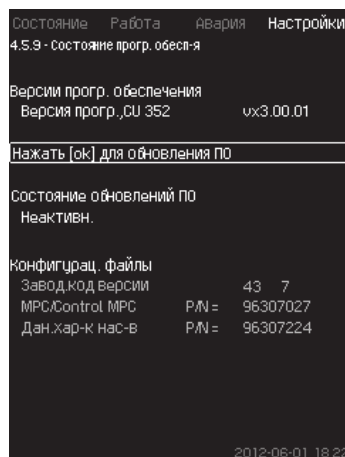 Состояние Работа Авария Настройки
4.5.9 - Состояние прогр. обесп-я
Версии прогр. обеспечения
Версия прогр.,CU 352 vx3.00.01
Нажать [ok] для обновления ПО
Состояние обновлений ПО
Неактивн.
Конфигурац. файлы
Завод.код версии 43 7
MPC/Control MPC P/N = 96307027
Дан.хар-к нас-в P/N = 96307224
2012-06-01 18:22